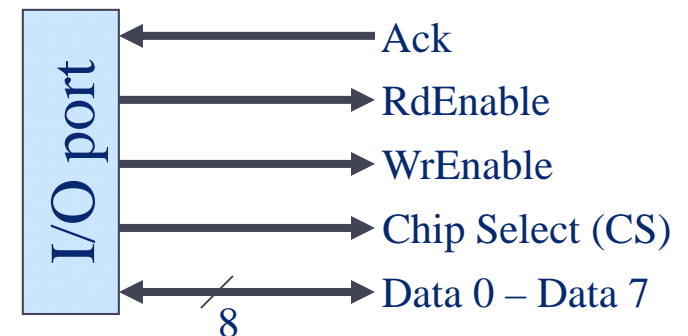 I/O port
Ack
RdEnable
WrEnable
Chip Select (CS)
Data 0 – Data 7
8